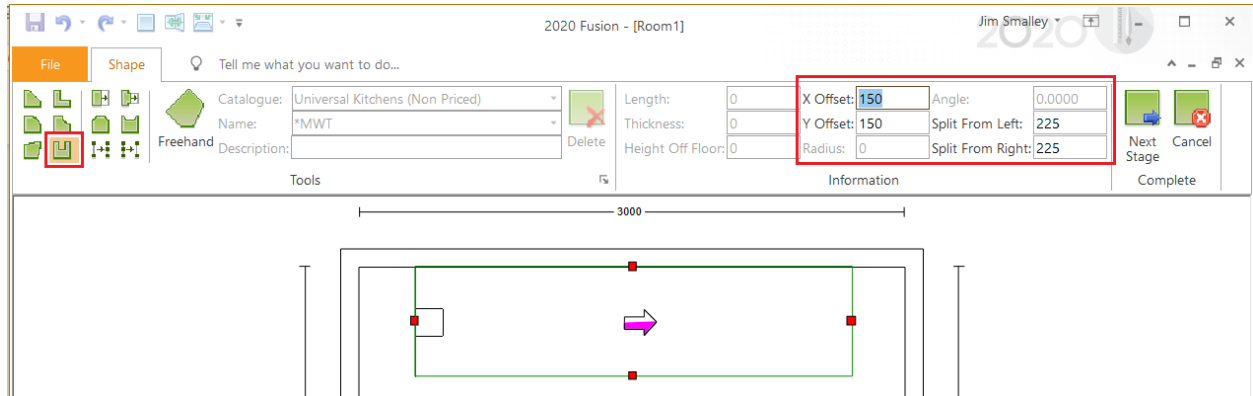 2020 Fusion - [Room1]
Jim Smalley
2020
File
Shape
Tell me what you want to do...
Freehand
Catalogue: Universal Kitchens (Non Priced)
Name: *MWT
Description:
Delete
Length: 0
Thickness: 0
Height Off Floor: 0
X Offset: 150
Y Offset: 150
Radius: 0
Angle: 0.0000
Split From Left: 225
Split From Right: 225
Next
Stage
Cancel
Tools
Information
Complete
3000